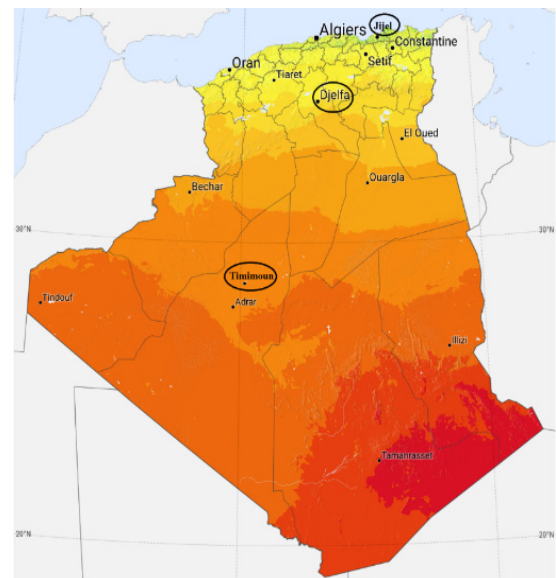 Jijel
Algiers
Constantine
Oran
Setif
Tiaret
Djelfa
El Oued
Bechar
Ouargla
30°N
30°N
Timimoun
Tindouf
Adrar
Illizi
Tamanrasset
20°N
20°N